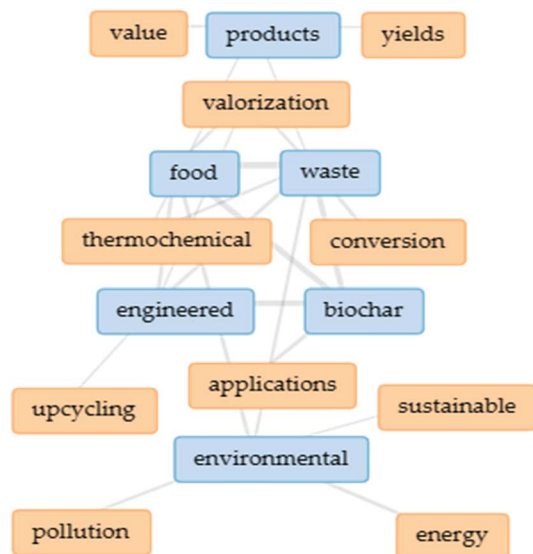 value
products
yields
valorization
food
waste
thermochemical
conversion
engineered
biochar
applications
upcycling
sustainable
environmental
pollution
energy